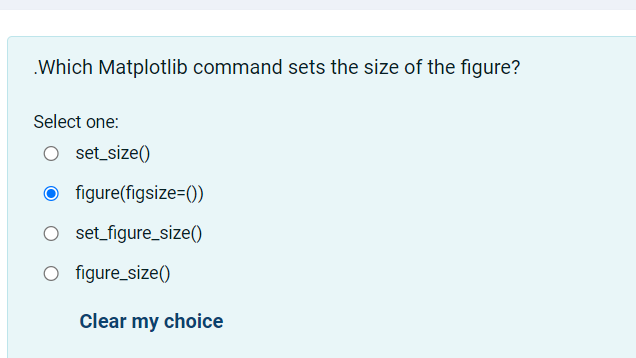 .Which Matplotlib command sets the size of the figure?
Select one:
set_size()
figure(figsize=())
set_figure_size()
figure_size()
Clear my choice